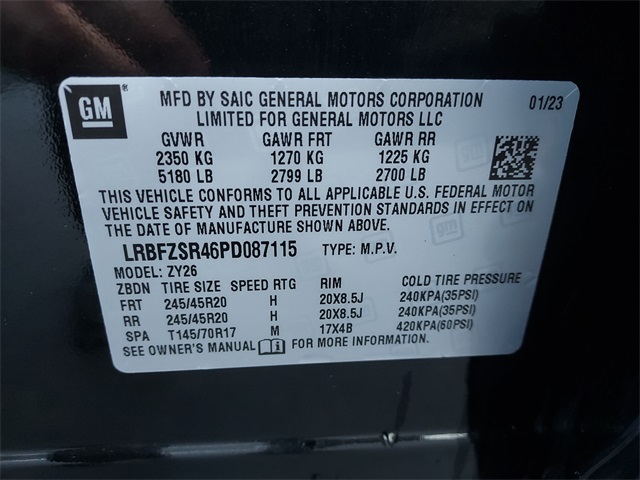 GM ®
MFD BY SAIC GENERAL MOTORS CORPORATION 01/23
LIMITED FOR GENERAL MOTORS LLC
GVWR GAWR FRT GAWR RR
2350 KG 1270 KG 1225 KG
5180 LB 2799 LB 2700 LB
THIS VEHICLE CONFORMS TO ALL APPLICABLE U.S. FEDERAL MOTOR
VEHICLE SAFETY AND THEFT PREVENTION STANDARDS IN EFFECT ON
THE DATE OF MANUFACTURE SHOWN ABOVE.
LRBFZSR46PD087115 TYPE: M.P.V.
MODEL: ZY26
ZBDN TIRE SIZE SPEED RTG RIM COLD TIRE PRESSURE
FRT 245/45R20 H 20X8.5J 240KPA(35PSI)
RR 245/45R20 H 20X8.5J 240KPA(35PSI)
SPA T145/70R17 M 17X4B 420KPA(60PSI)
SEE OWNER'S MANUAL FOR MORE INFORMATION.